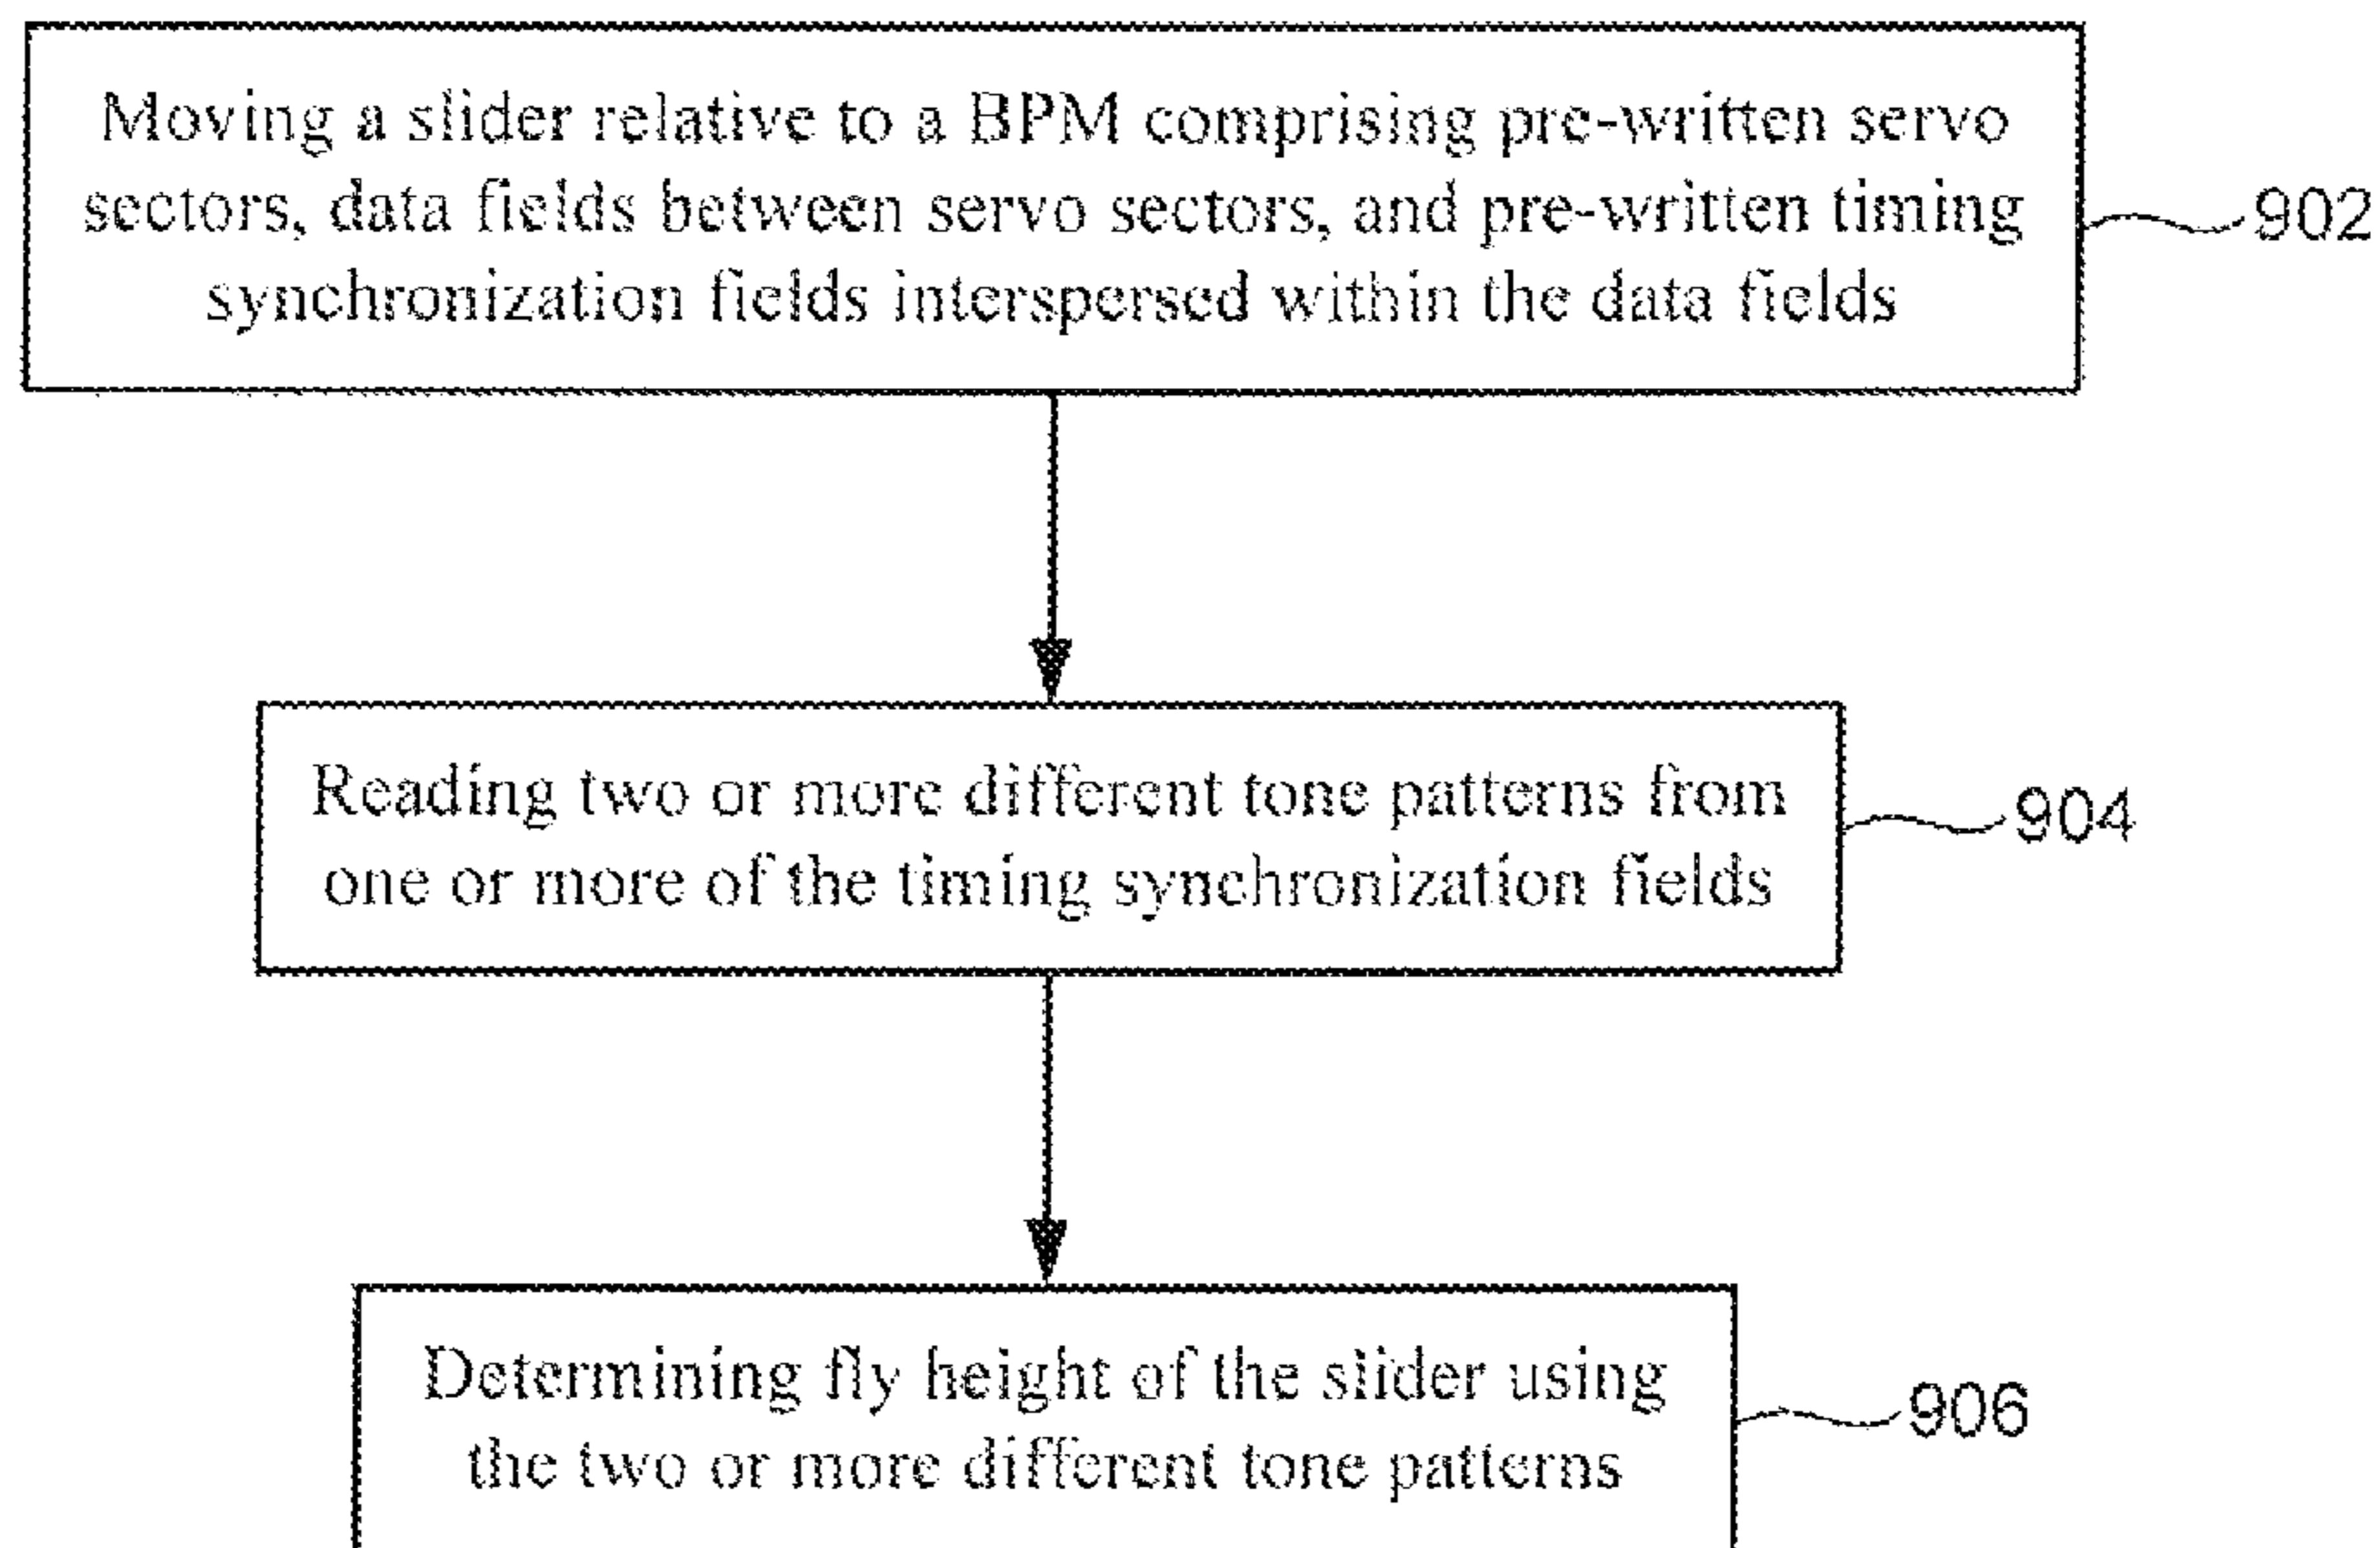 Moving a slider relative to a BPM comprising pre-written servo
sectors, data fields between servo sectors, and pre-written timing
synchronization fields interspersed within the data fields
902
Reading two or more different tone patterns from
one or more of the timing synchronization fields
904
Determining fly height of the slider using
the two or more different tone patterns
906